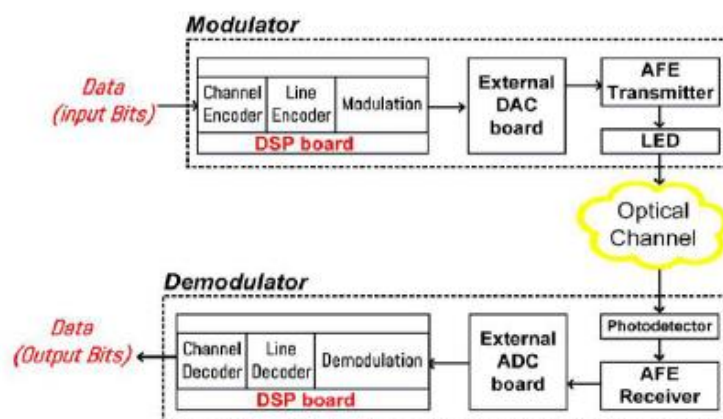 Modulator
Data
(input Bits)
Channel
Encoder
Line
Encoder
Modulation
DSP board
External
DAC
board
AFE
Transmitter
LED
Optical
Channel
Demodulator
Data
(Output Bits)
Channel
Decoder
Line
Decoder
Demodulation
DSP board
External
ADC
board
Photodetector
AFE
Receiver